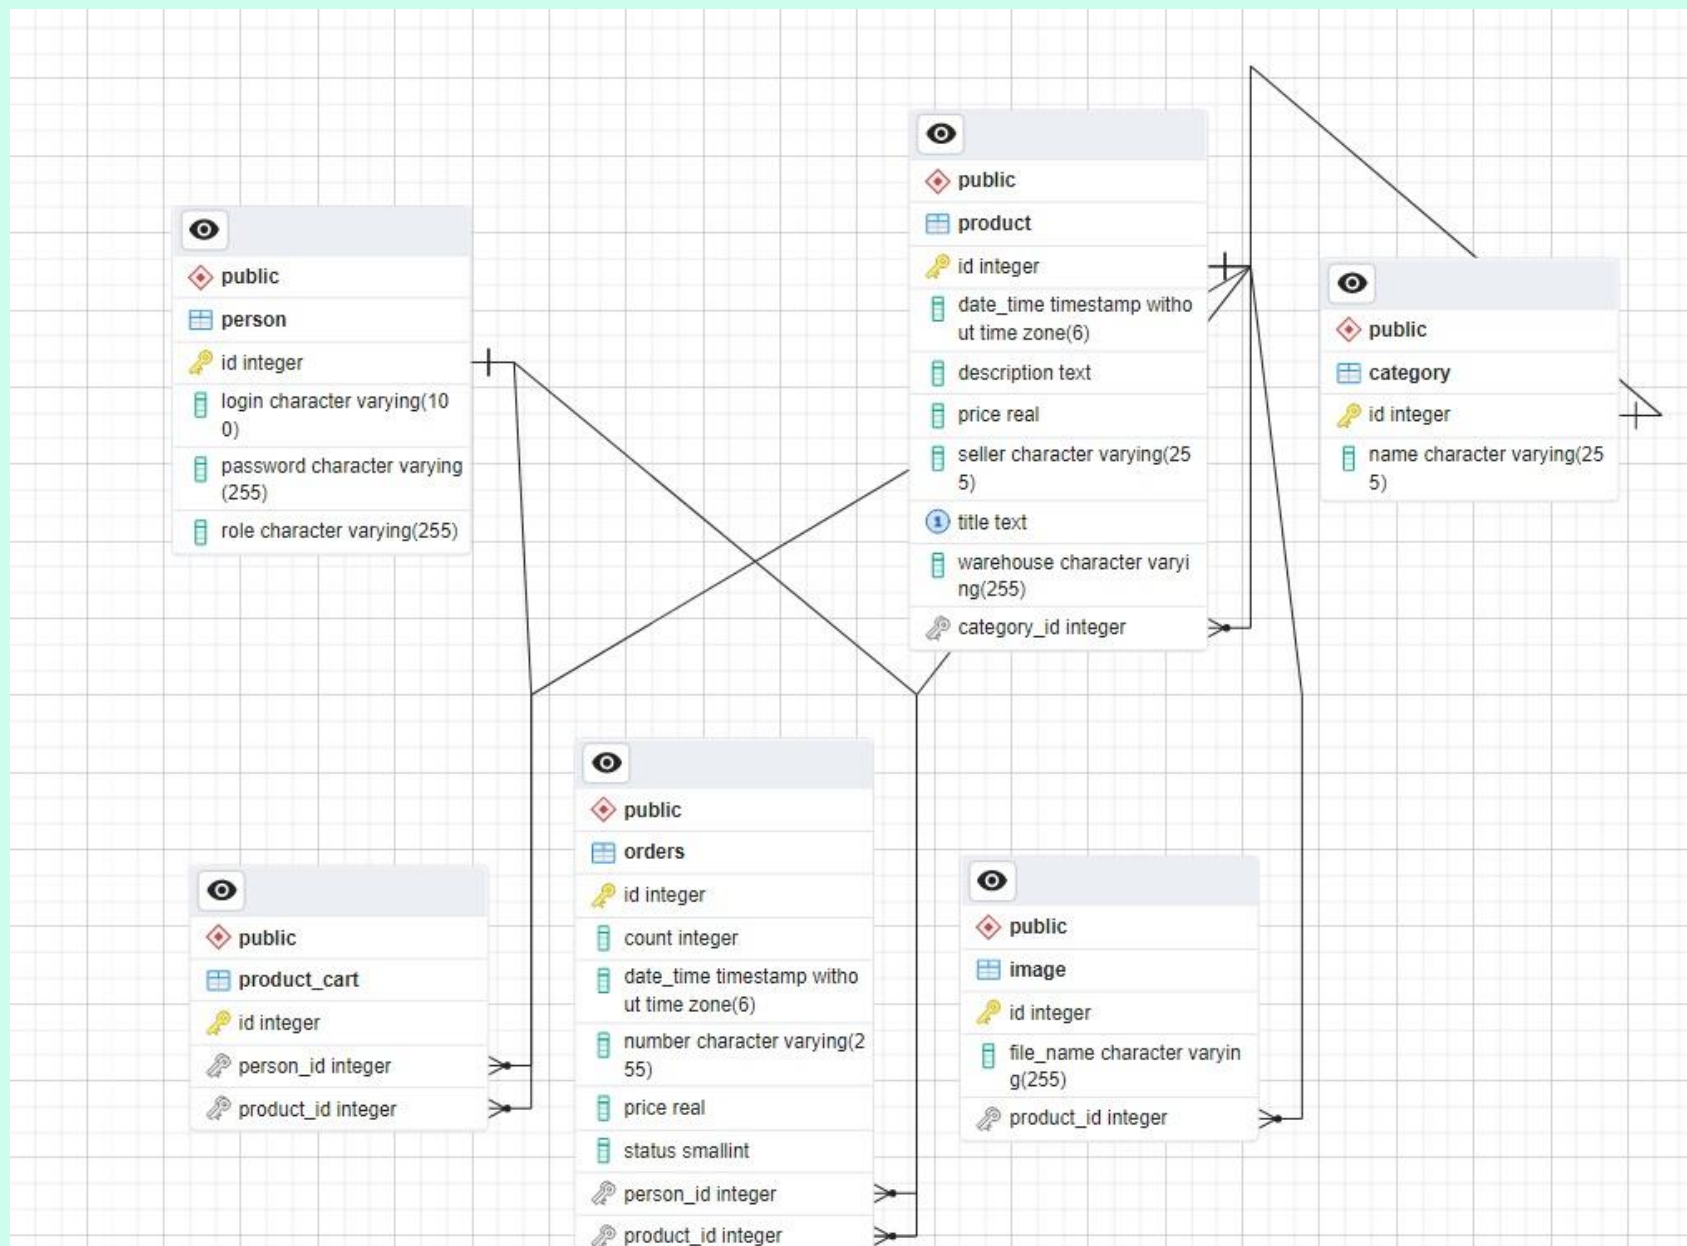 public
person
id integer
login character varying(10
0)
password character varying
(255)
role character varying(255)
public
product
id integer
date_time timestamp witho
ut time zone(6)
description text
price real
seller character varying(25
5)
1 title text
warehouse character varyi
ng(255)
category_id integer
public
category
id integer
name character varying(25
5)
public
product_cart
id integer
person_id integer
product_id integer
public
orders
id integer
count integer
date_time timestamp witho
ut time zone(6)
number character varying(2
55)
price real
status smallint
person_id integer
product_id integer
public
image
id integer
file_name character varyin
g(255)
product_id integer